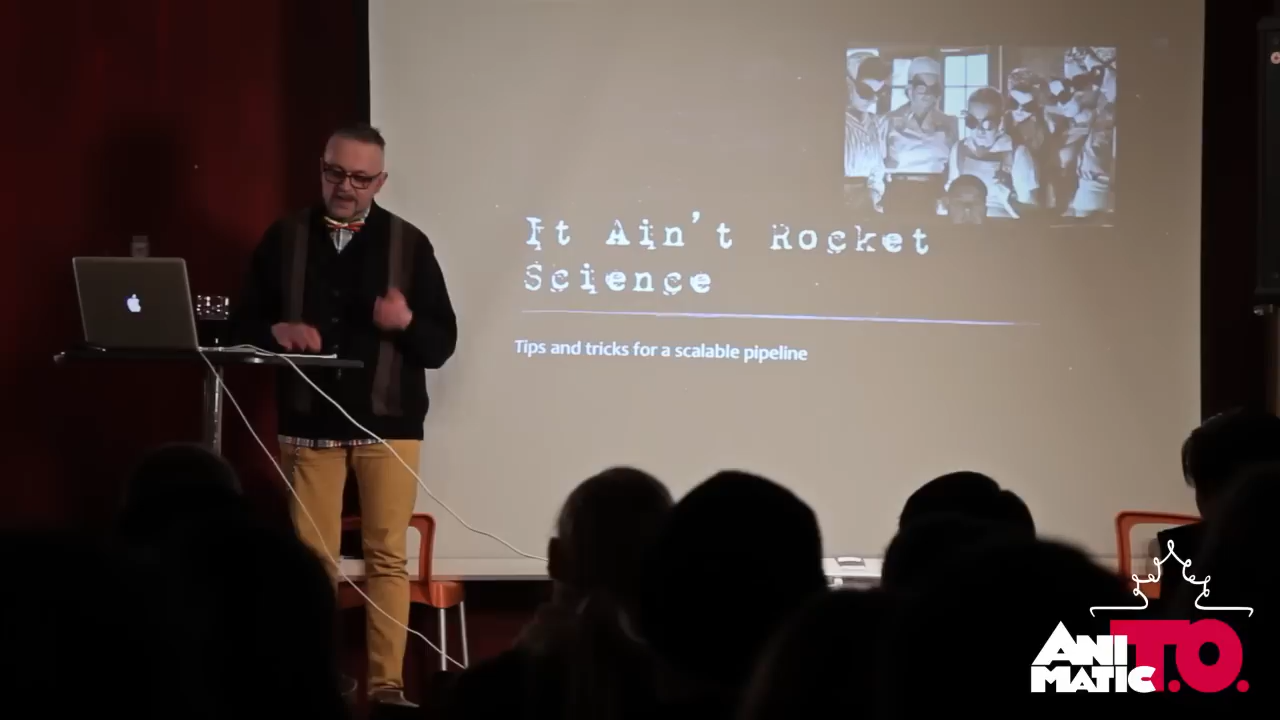 It Ain't Rocket
Science
Tips and tricks for a scalable pipeline
ANI T.O.
MATIC